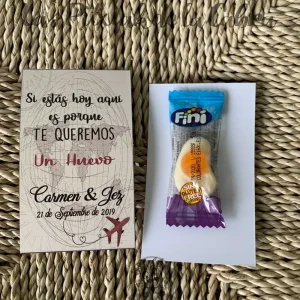 Si estás hoy aquí
es porque
TE QUEREMOS
Un Huevo
Carmen & Jez
21 de Septiembre de 2019
Fini